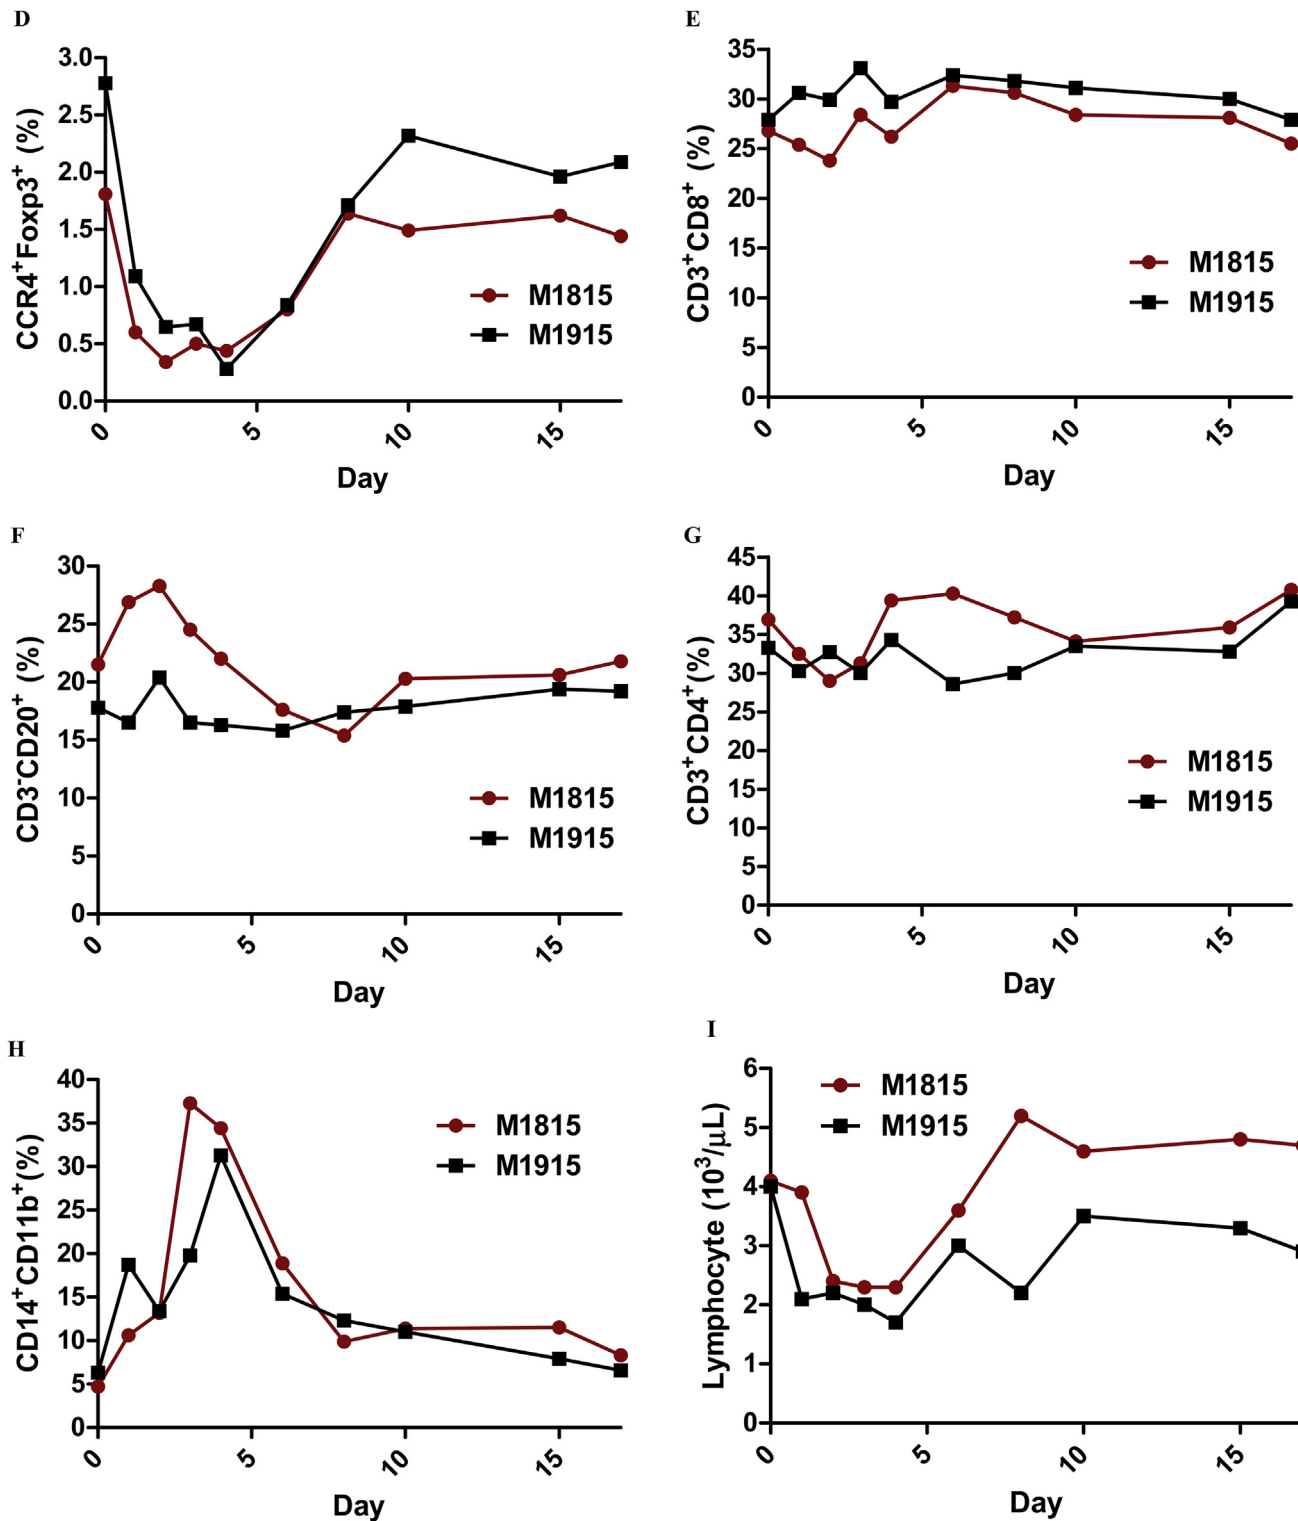 D
CCR4⁺Foxp3⁺ (%)
3.0
2.5
2.0
1.5
1.0
0.5
0.0
0 5 10 15
Day
M1815
M1915
E
CD3⁺CD8⁺ (%)
35
30
25
20
15
10
5
0
0 5 10 15
Day
M1815
M1915
F
CD3⁻CD20⁺ (%)
30
25
20
15
10
5
0
0 5 10 15
Day
M1815
M1915
G
CD3⁺CD4⁺(%)
45
40
35
30
25
20
15
10
5
0
0 5 10 15
Day
M1815
M1915
H
CD14⁺CD11b⁺(%)
40
35
30
25
20
15
10
5
0
0 5 10 15
Day
M1815
M1915
I
Lymphocyte (10³/μL)
6
5
4
3
2
1
0
0 5 10 15
Day
M1815
M1915